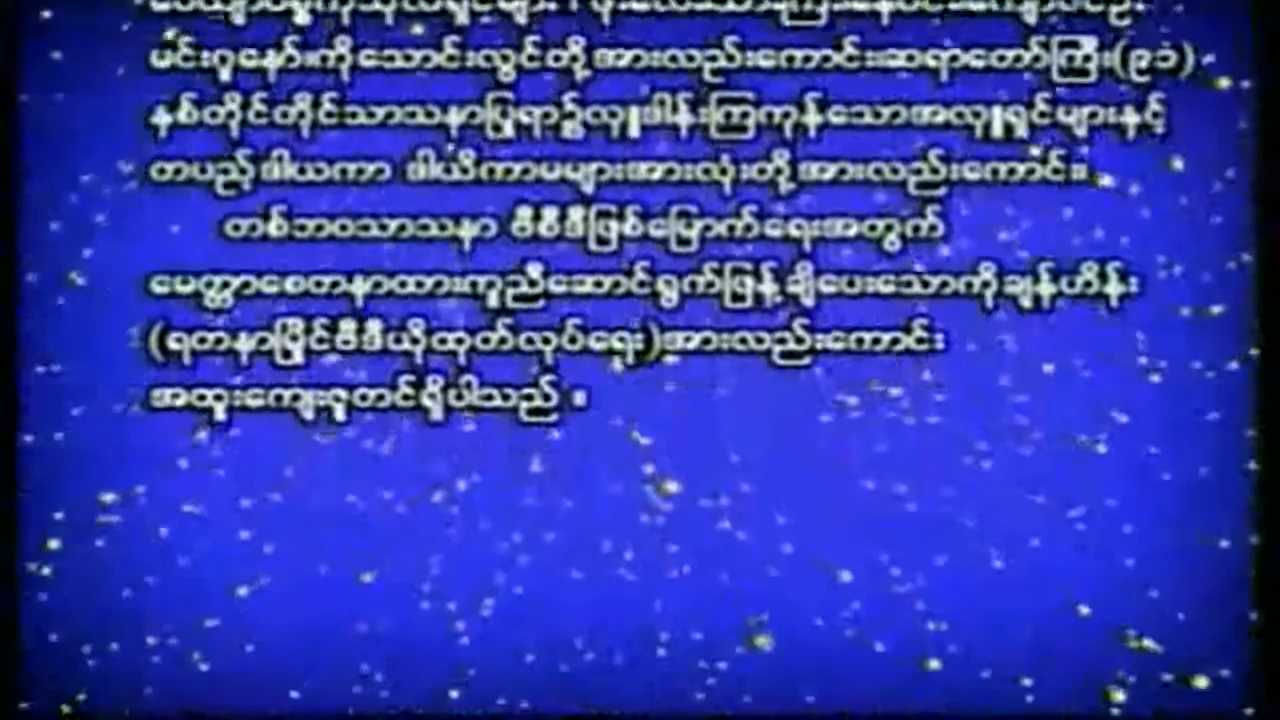 မင်းဂူနော်းကိုသောင်းလွင်တို့အားလည်းကောင်း၊ဆရာတော်ကြီး(၉၁)
နှစ်တိုင်တိုင်သာသနာပြုရာ၌လှူဒါန်းကြကုန်သောအလှူရှင်များနှင့်
တပည့်ဒါယကာ ဒါယိကာမများအားလုံးတို့အားလည်းကောင်း။
တစ်ဘဝသာသနာ ဗီစီဒီဖြစ်မြောက်ရေးအတွက်
မေတ္တာစေတနာထားကူညီဆောင်ရွက်ဖြန့်ချိပေးသောကိုချန်ဟိန်း
(ရတနာမြိုင်ဗီဒီယိုထုတ်လုပ်ရေး)အားလည်းကောင်း
အထူးကျေးဇူတင်ရှိပါသည် ။